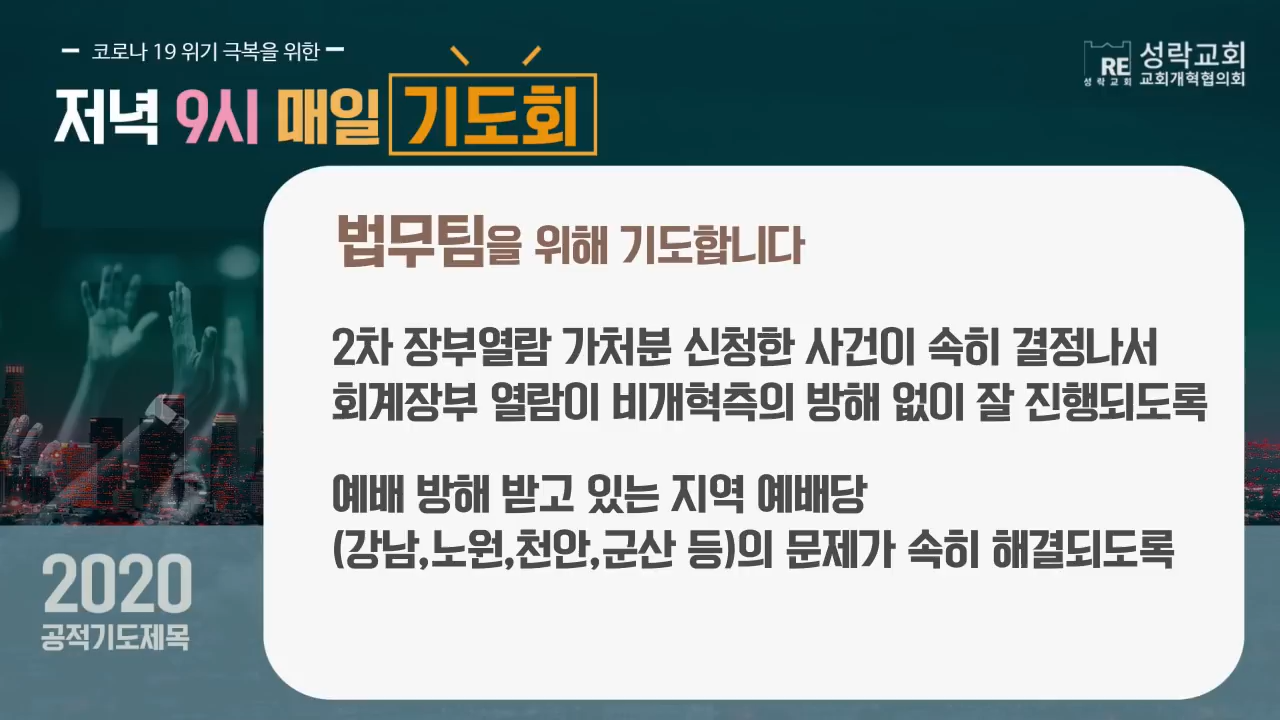 코로나 19 위기 극복을 위한
저녁 9시 매일 기도회
RE
성락교회
성락교회
교회개혁협의회
법무팀을 위해 기도합니다
2차 장부열람 가처분 신청한 사건이 속히 결정나서
회계장부 열람이 비개혁측의 방해 없이 잘 진행되도록
예배 방해 받고 있는 지역 예배당
(강남,노원,천안,군산 등)의 문제가 속히 해결되도록
2020
공적기도제목